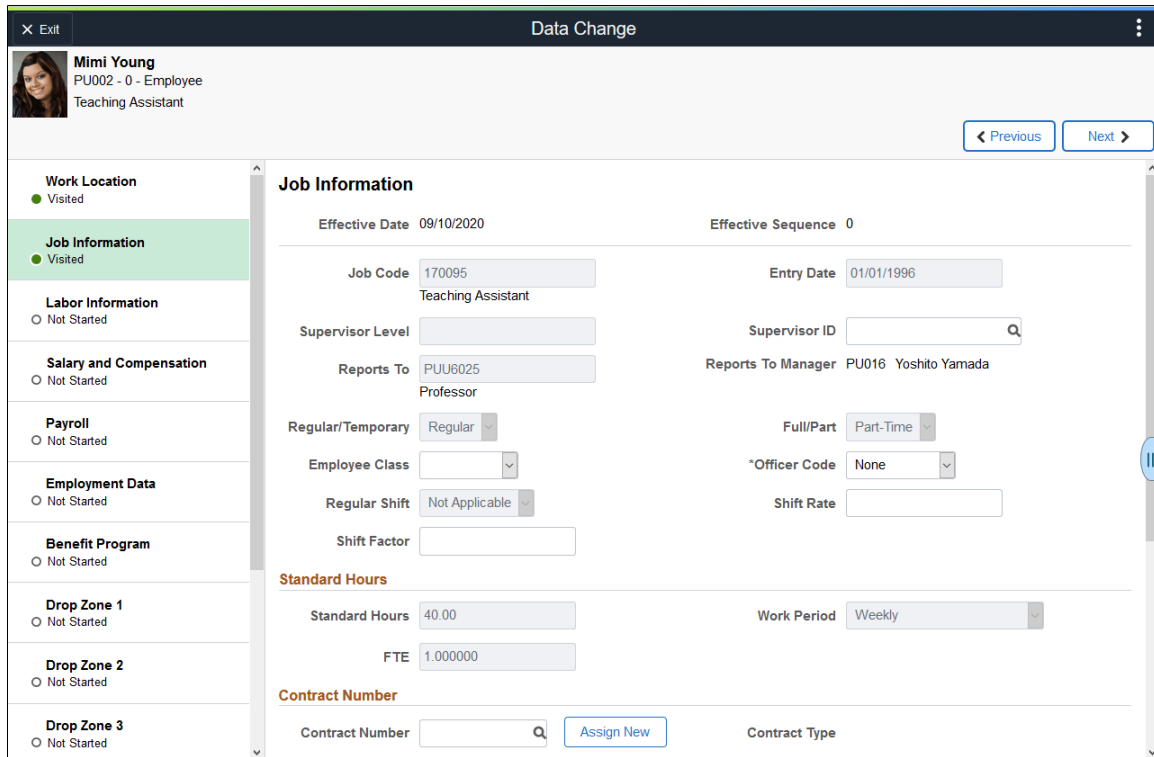 Exit
Data Change
Mimi Young
PU002 - 0 - Employee
Teaching Assistant
Previous
Next
Work Location
Visited
Job Information
Visited
Labor Information
Not Started
Salary and Compensation
Not Started
Payroll
Not Started
Employment Data
Not Started
Benefit Program
Not Started
Drop Zone 1
Not Started
Drop Zone 2
Not Started
Drop Zone 3
Not Started
Job Information
Effective Date 09/10/2020 Effective Sequence 0
Job Code 170095 Entry Date 01/01/1996
Teaching Assistant
Supervisor Level Supervisor ID
Reports To PUU6025 Reports To Manager PU016 Yoshito Yamada
Professor
Regular/Temporary Regular Full/Part Part-Time
Employee Class *Officer Code None
Regular Shift Not Applicable Shift Rate
Shift Factor
Standard Hours
Standard Hours 40.00 Work Period Weekly
FTE 1.000000
Contract Number
Contract Number Assign New Contract Type